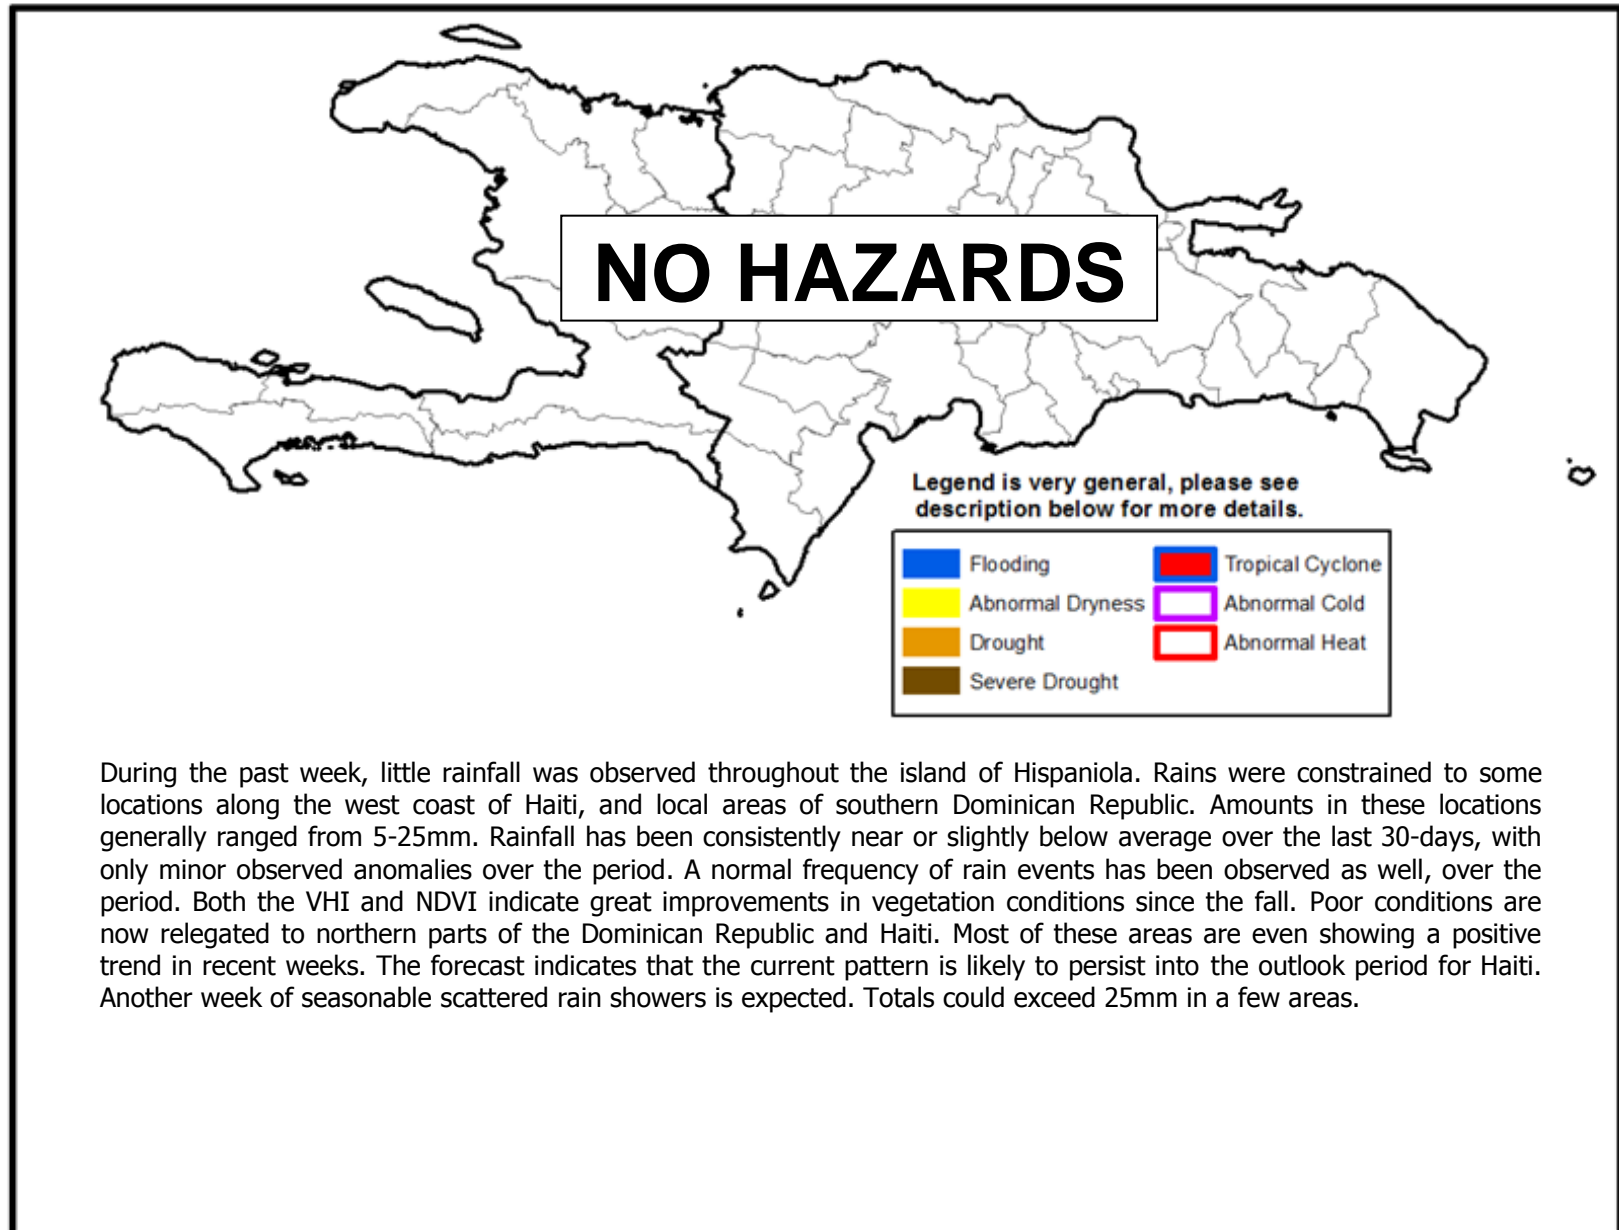 NO HAZARDS
Legend is very general, please see
description below for more details.
Flooding
Abnormal Dryness
Drought
Severe Drought
Tropical Cyclone
Abnormal Cold
Abnormal Heat
During the past week, little rainfall was observed throughout the island of Hispaniola. Rains were constrained to some
locations along the west coast of Haiti, and local areas of southern Dominican Republic. Amounts in these locations
generally ranged from 5-25mm. Rainfall has been consistently near or slightly below average over the last 30-days, with
only minor observed anomalies over the period. A normal frequency of rain events has been observed as well, over the
period. Both the VHI and NDVI indicate great improvements in vegetation conditions since the fall. Poor conditions are
now relegated to northern parts of the Dominican Republic and Haiti. Most of these areas are even showing a positive
trend in recent weeks. The forecast indicates that the current pattern is likely to persist into the outlook period for Haiti.
Another week of seasonable scattered rain showers is expected. Totals could exceed 25mm in a few areas.